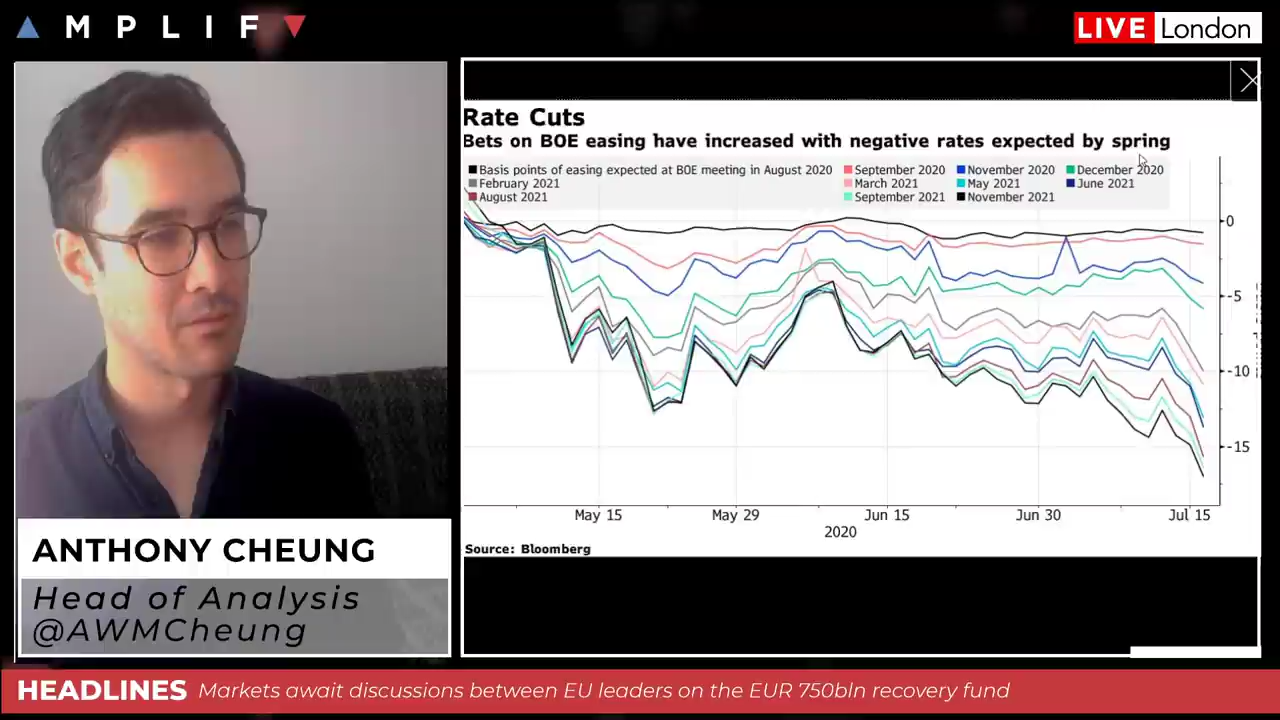 MPLIF
LIVE London
Rate Cuts
Bets on BOE easing have increased with negative rates expected by spring
Basis points of easing expected at BOE meeting in August 2020
September 2020
November 2020
December 2020
February 2021
March 2021
May 2021
June 2021
August 2021
September 2021
November 2021
0
-5
-10
-15
May 15
May 29
Jun 15
Jun 30
Jul 15
2020
Source: Bloomberg
ANTHONY CHEUNG
Head of Analysis
@AWMCheung
HEADLINES Markets await discussions between EU leaders on the EUR 750bln recovery fund